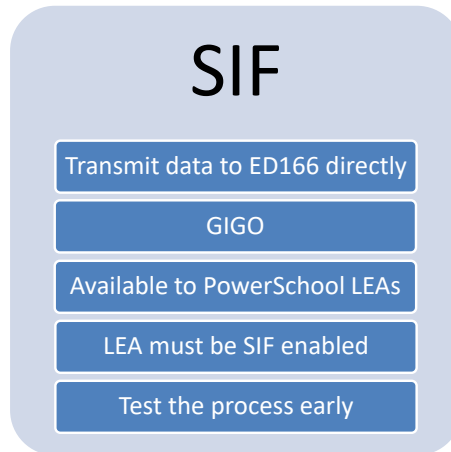 SIF
Transmit data to ED166 directly
GIGO
Available to PowerSchool LEAs
LEA must be SIF enabled
Test the process early